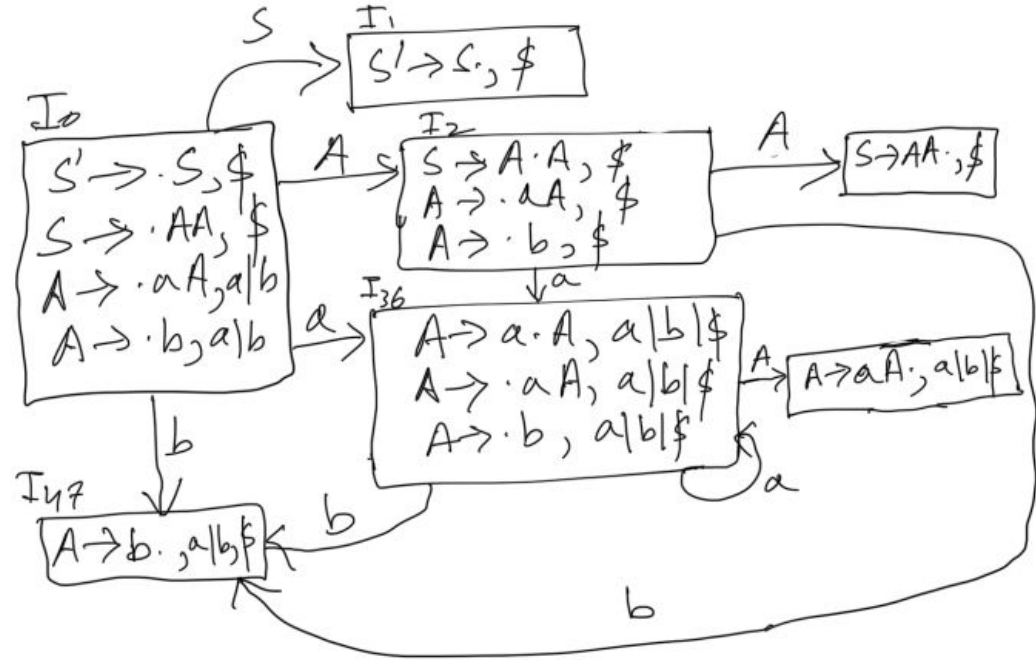 S
I1
S' → S., $
I0
S' → .S, $
S → .AA, $
A → .aA, a|b
A → .b, a|b
A
I2
S → A.A, $
A → .aA, $
A → .b, $
A
S → AA., $
a
a
I36
A → a.A, a|b|$
A → .aA, a|b|$
A → .b, a|b|$
A
A → aA., a|b|$
a
b
b
I47
A → b., a|b,$
b